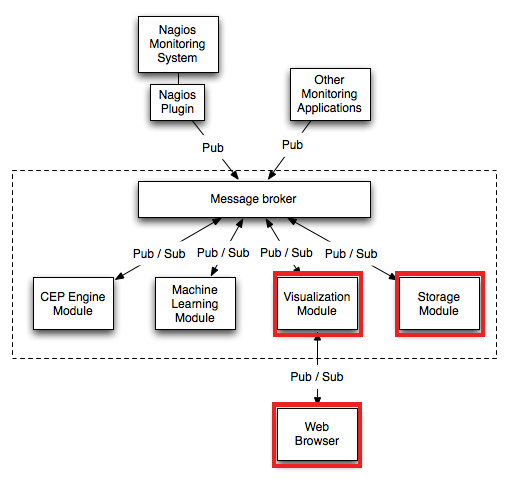 Nagios
Monitoring
System
Nagios
Plugin
Other
Monitoring
Applications
Pub
Pub
Message broker
Pub / Sub
Pub / Sub
Pub / Sub
Pub / Sub
CEP Engine
Module
Machine
Learning
Module
Visualization
Module
Storage
Module
Pub / Sub
Web
Browser